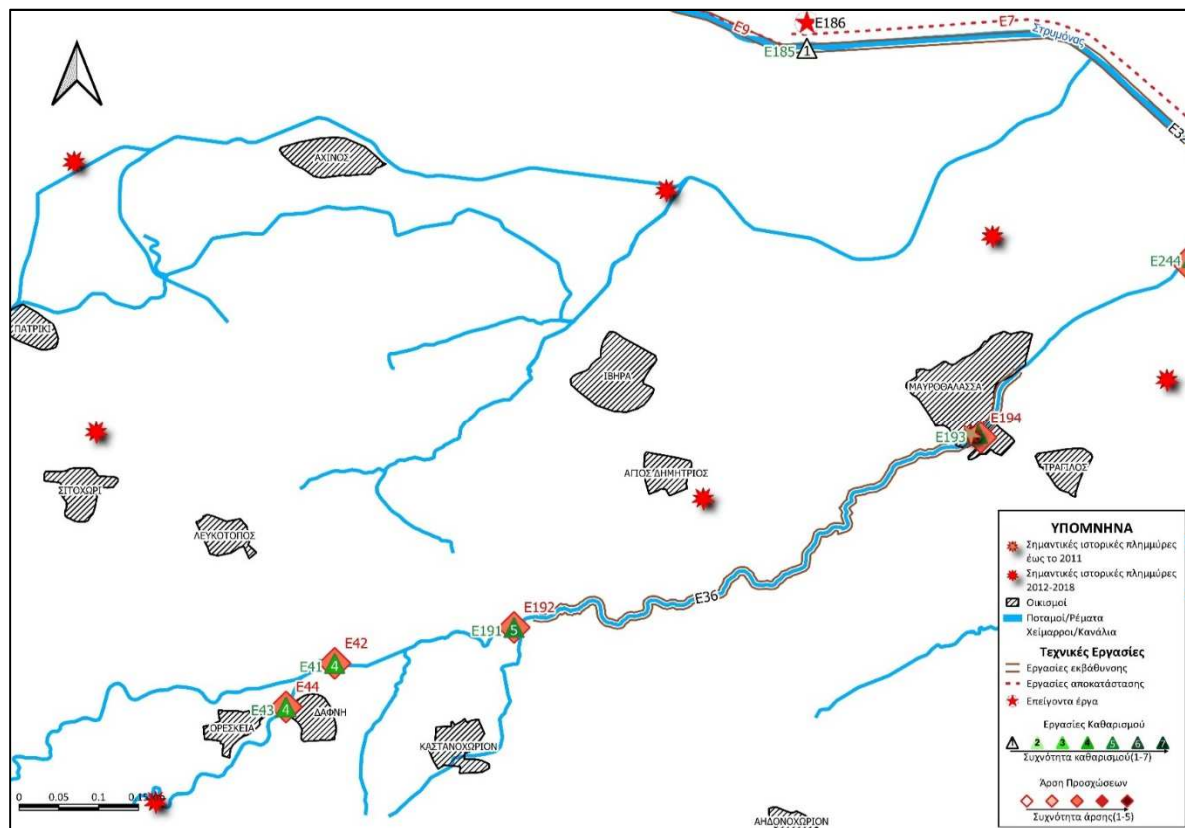 E186
E9
E7
Στρυμόνας
E185
1
E32
ΑΧΙΝΟΣ
E244
ΠΑΤΡΙΚΙ
ΙΒΗΡΑ
ΜΑΥΡΟΘΑΛΑΣΣΑ
E194
E193
ΑΓΙΟΣ ΔΗΜΗΤΡΙΟΣ
ΤΡΑΓΙΛΟΣ
ΣΙΤΟΧΩΡΙ
ΛΕΥΚΟΤΟΠΟΣ
E36
E192
E191
5
E42
E41
4
E44
E43
4
ΔΑΦΝΗ
ΟΡΕΣΚΕΙΑ
ΚΑΣΤΑΝΟΧΩΡΙΟΝ
ΑΗΔΟΝΟΧΩΡΙΟΝ
0 0.05 0.1
ΥΠΟΜΝΗΜΑ
Σημαντικές ιστορικές πλημμύρες
έως το 2011
Σημαντικές ιστορικές πλημμύρες
2012-2018
Οικισμοί
Ποταμοί/Ρέματα
Χείμαρροι/Κανάλια
Τεχνικές Εργασίες
Εργασίες εκβάθυνσης
Εργασίες αποκατάστασης
Επείγοντα έργα
Εργασίες Καθαρισμού
1 2 3 4 5 6 7
Συχνότητα καθαρισμού(1-7)
Άρση Προσχώσεων
Συχνότητα άρσης(1-5)